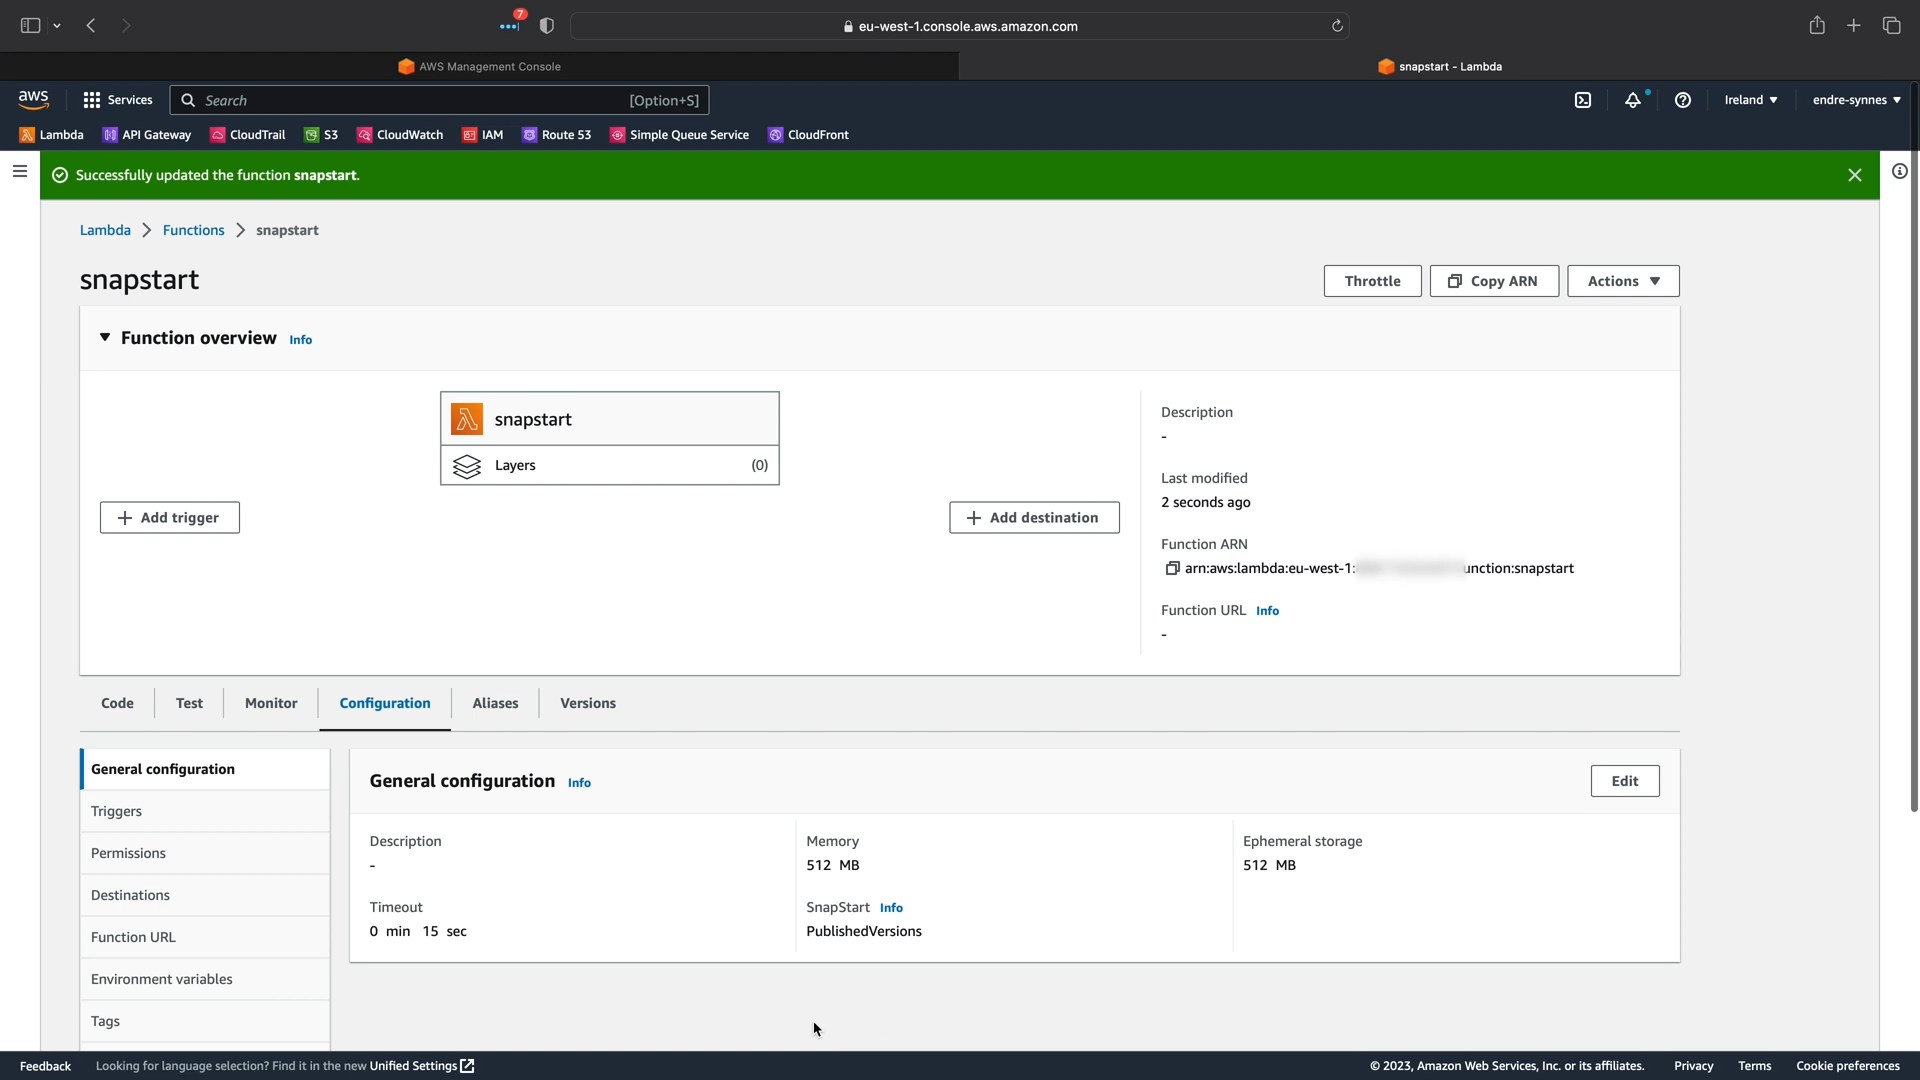 7
eu-west-1.console.aws.amazon.com
AWS Management Console
snapstart - Lambda
aws
Services
Search
[Option+S]
Ireland ▼
endre-synnes ▼
Lambda
API Gateway
CloudTrail
S3
CloudWatch
IAM
Route 53
Simple Queue Service
CloudFront
Successfully updated the function snapstart.
Lambda > Functions > snapstart
snapstart
Throttle
Copy ARN
Actions ▼
▼ Function overview Info
snapstart
Layers (0)
+ Add trigger
+ Add destination
Description
-
Last modified
2 seconds ago
Function ARN
arn:aws:lambda:eu-west-1: unction:snapstart
Function URL Info
-
Code
Test
Monitor
Configuration
Aliases
Versions
General configuration
Triggers
Permissions
Destinations
Function URL
Environment variables
Tags
General configuration Info
Edit
Description
-
Timeout
0 min 15 sec
Memory
512 MB
SnapStart Info
PublishedVersions
Ephemeral storage
512 MB
Feedback
Looking for language selection? Find it in the new Unified Settings
© 2023, Amazon Web Services, Inc. or its affiliates.
Privacy
Terms
Cookie preferences